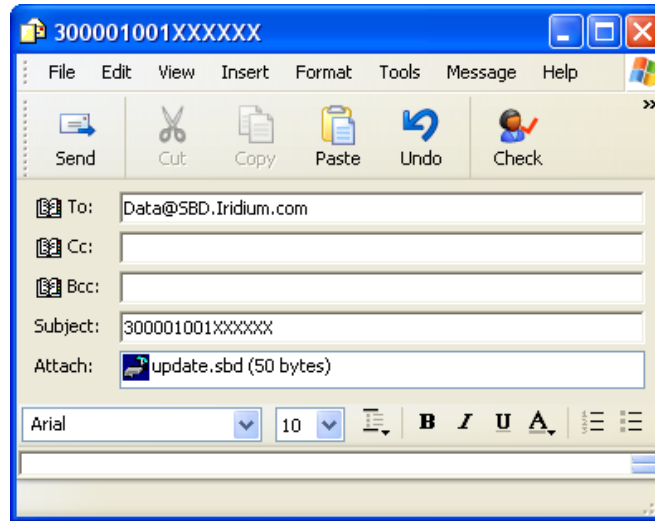 300001001XXXXXX
File Edit View Insert Format Tools Message Help
Send Cut Copy Paste Undo Check
To: Data@SBD.Iridium.com
Cc:
Bcc:
Subject: 300001001XXXXXX
Attach: update.sbd (50 bytes)
Arial 10 B I U A